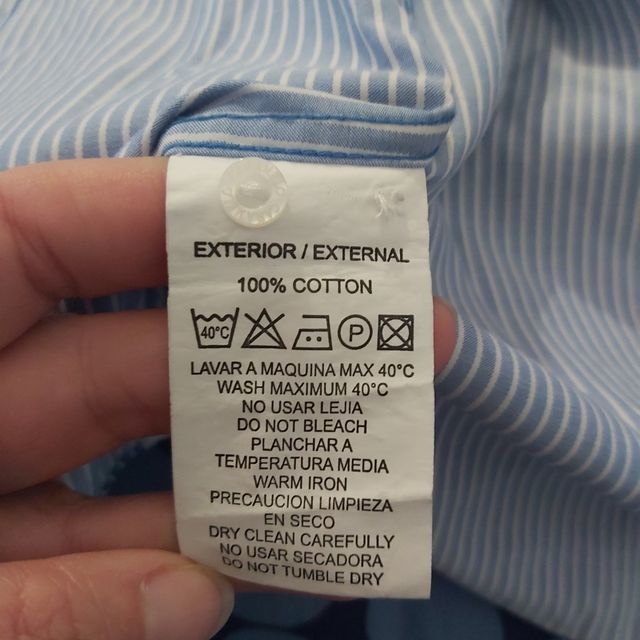 EXTERIOR / EXTERNAL
100% COTTON
40°C P
LAVAR A MAQUINA MAX 40°C
WASH MAXIMUM 40°C
NO USAR LEJIA
DO NOT BLEACH
PLANCHAR A
TEMPERATURA MEDIA
WARM IRON
PRECAUCION LIMPIEZA
EN SECO
DRY CLEAN CAREFULLY
NO USAR SECADORA
DO NOT TUMBLE DRY